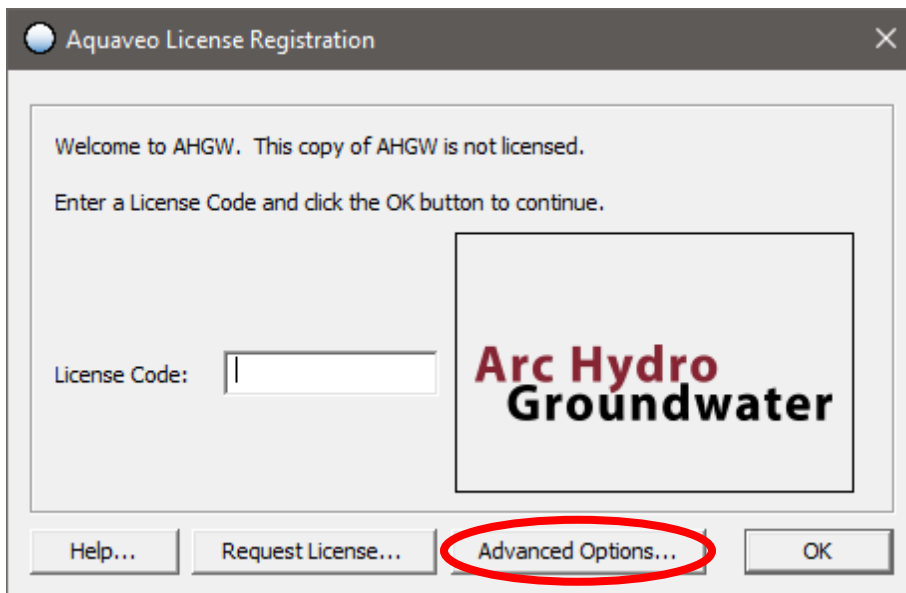 Aquaveo License Registration
Welcome to AHGW. This copy of AHGW is not licensed.
Enter a License Code and click the OK button to continue.
License Code:
Arc Hydro
Groundwater
Help...
Request License...
Advanced Options...
OK